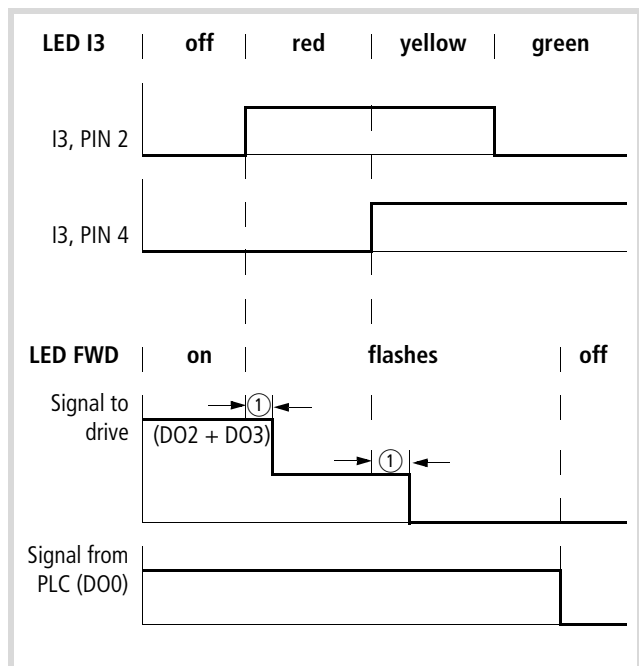 LED I3 off red yellow green
I3, PIN 2
I3, PIN 4
LED FWD on flashes off
Signal to
drive
①
(DO2 + DO3)
①
Signal from
PLC (DO0)